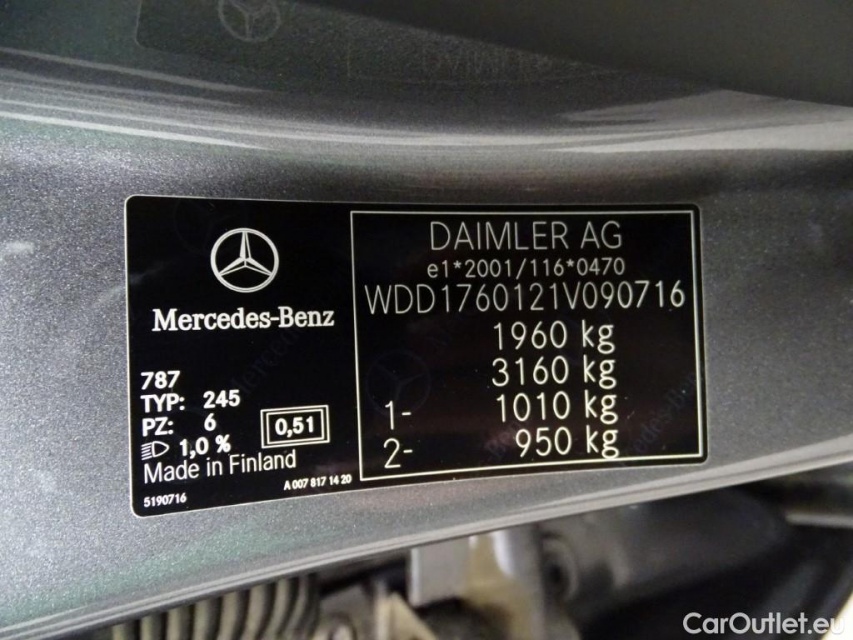 Mercedes-Benz
787
TYP: 245
PZ: 6
1,0 %
0,51
Made in Finland
5190716
A 007 817 14 20
DAIMLER AG
e1*2001/116*0470
WDD1760121V090716
1960 kg
3160 kg
1- 1010 kg
2- 950 kg
CarOutlet.eu